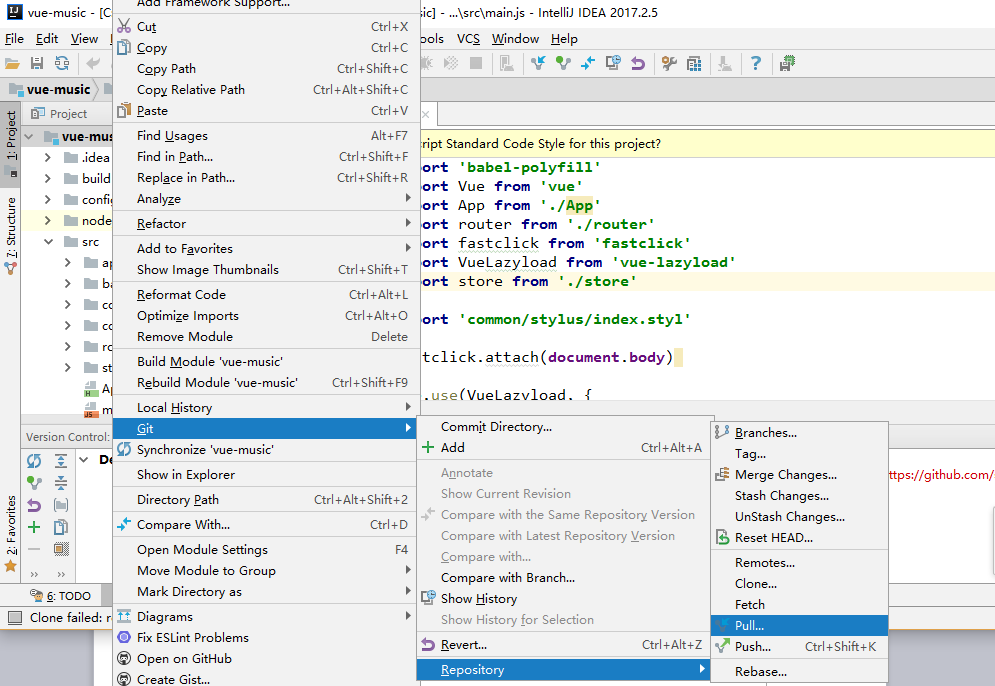 vue-music - [C
sic] - ...\src\main.js - IntelliJ IDEA 2017.2.5
File Edit View
ools VCS Window Help
vue-music
Project
vue-mus
.idea
build
config
node
src
ap
ba
co
co
ro
st
Ap
m
1: Project
7: Structure
2: Favorites
Version Control:
De
6: TODO
Clone failed: r
Add Framework Support...
Cut Ctrl+X
Copy Ctrl+C
Copy Path Ctrl+Shift+C
Copy Relative Path Ctrl+Alt+Shift+C
Paste Ctrl+V
Find Usages Alt+F7
Find in Path... Ctrl+Shift+F
Replace in Path... Ctrl+Shift+R
Analyze
Refactor
Add to Favorites
Show Image Thumbnails Ctrl+Shift+T
Reformat Code Ctrl+Alt+L
Optimize Imports Ctrl+Alt+O
Remove Module Delete
Build Module 'vue-music'
Rebuild Module 'vue-music' Ctrl+Shift+F9
Local History
Git
Synchronize 'vue-music'
Show in Explorer
Directory Path Ctrl+Alt+Shift+2
Compare With... Ctrl+D
Open Module Settings F4
Move Module to Group
Mark Directory as
Diagrams
Fix ESLint Problems
Open on GitHub
Create Gist...
ript Standard Code Style for this project?
port 'babel-polyfill'
port Vue from 'vue'
port App from './App'
port router from './router'
port fastclick from 'fastclick'
port VueLazyload from 'vue-lazyload'
port store from './store'
port 'common/stylus/index.styl'
tclick.attach(document.body)
.use(VueLazyload, {
Commit Directory...
Add Ctrl+Alt+A
Annotate
Show Current Revision
Compare with the Same Repository Version
Compare with Latest Repository Version
Compare with...
Compare with Branch...
Show History
Show History for Selection
Revert... Ctrl+Alt+Z
Repository
Branches...
Tag...
Merge Changes...
Stash Changes...
UnStash Changes...
Reset HEAD...
Remotes...
Clone...
Fetch
Pull...
Push... Ctrl+Shift+K
Rebase...
ttps://github.com/